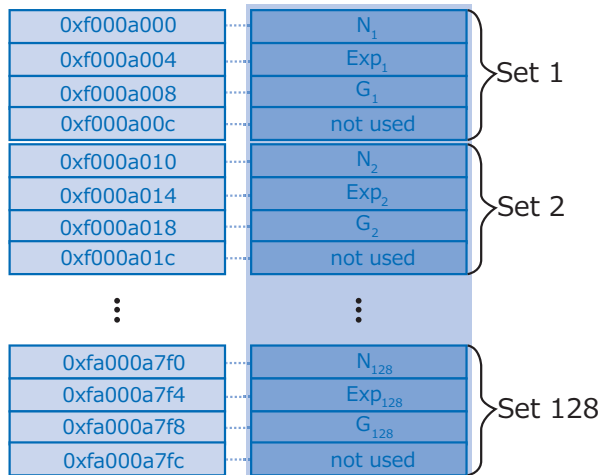 0xf000a000 N₁
0xf000a004 Exp₁
Set 1
0xf000a008 G₁
0xf000a00c not used
0xf000a010 N₂
0xf000a014 Exp₂
Set 2
0xf000a018 G₂
0xf000a01c not used
0xfa000a7f0 N₁₂₈
0xfa000a7f4 Exp₁₂₈
Set 128
0xfa000a7f8 G₁₂₈
0xfa000a7fc not used